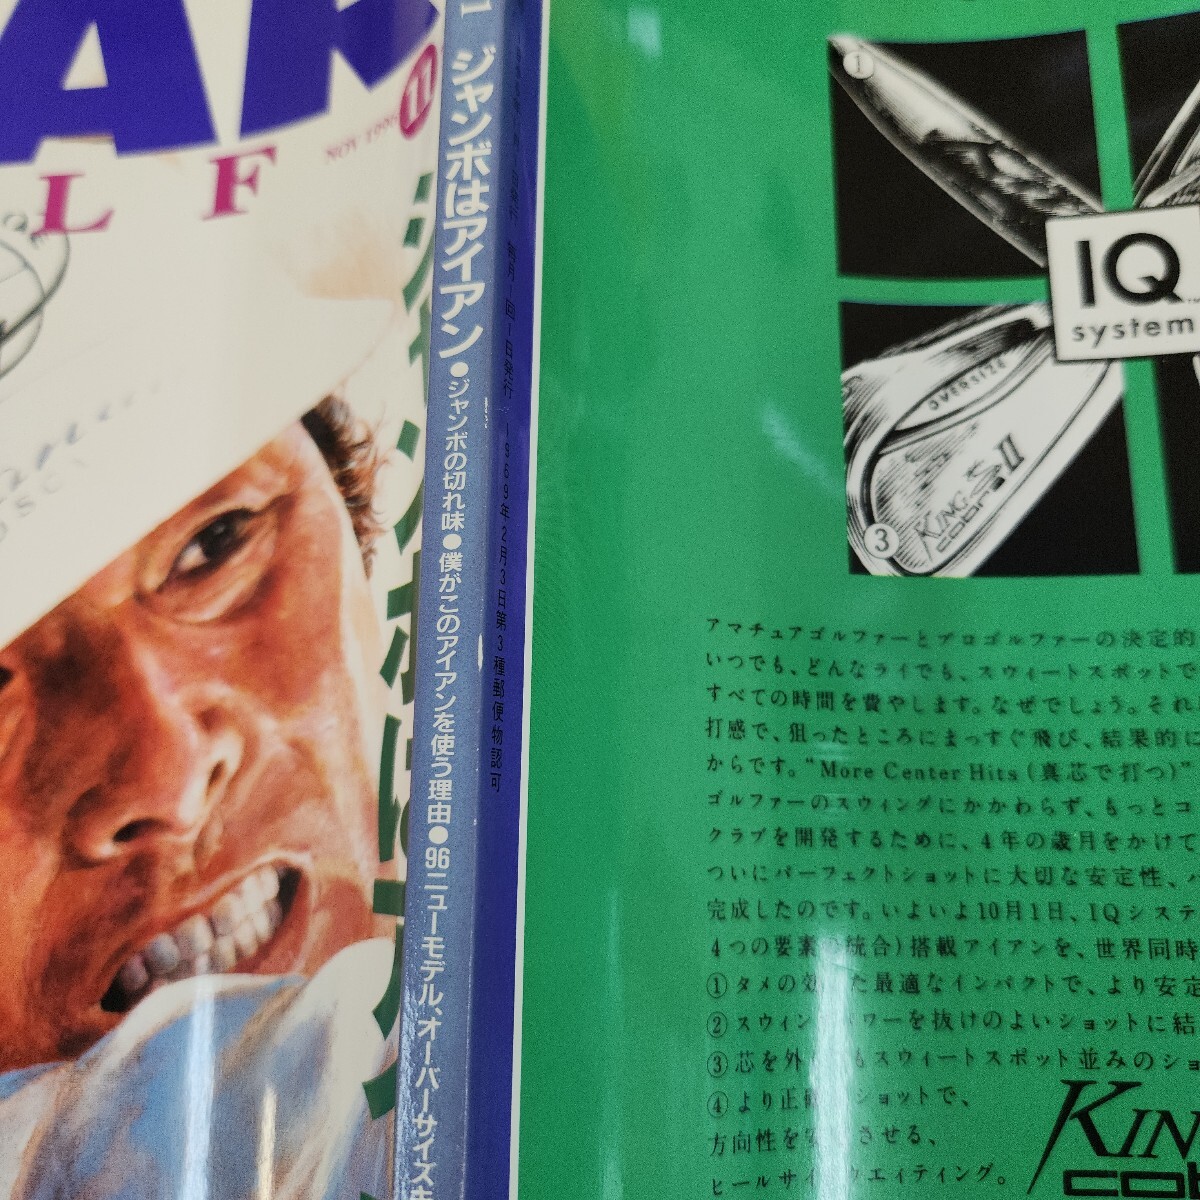 LF
NOV 1996
11
ジャンボはアイアン●ジャンボの切れ味●僕がこのアイアンを使う理由●96ニューモデル、オーバーサイズ
毎月一回一日発行 1969年2月3日第3種郵便物認可
1
IQ
system
OVERSIZE
KING
cobra II
3
アマチュアゴルファーとプロゴルファーの決定的
いつでも、どんなライでも、スウィートスポットで
すべての時間を費やします。なぜでしょう。それ
打感で、狙ったところにまっすぐ飛び、結果的に
からです。“More Center Hits(真芯で打つ)”
ゴルファーのスウィングにかかわらず、もっとコ
クラブを開発するために、4年の歳月をかけて
ついにパーフェクトショットに大切な安定性、パ
完成したのです。いよいよ10月1日、IQシステ
4つの要素の統合)搭載アイアンを、世界同時
①タメの効いた最適なインパクトで、より安定
②スウィングパワーを抜けのよいショットに結
③芯を外してもスウィートスポット並みのショ
④より正確なショットで、
方向性を安定させる、
ヒールサイドウエイティング。
KIN
cob